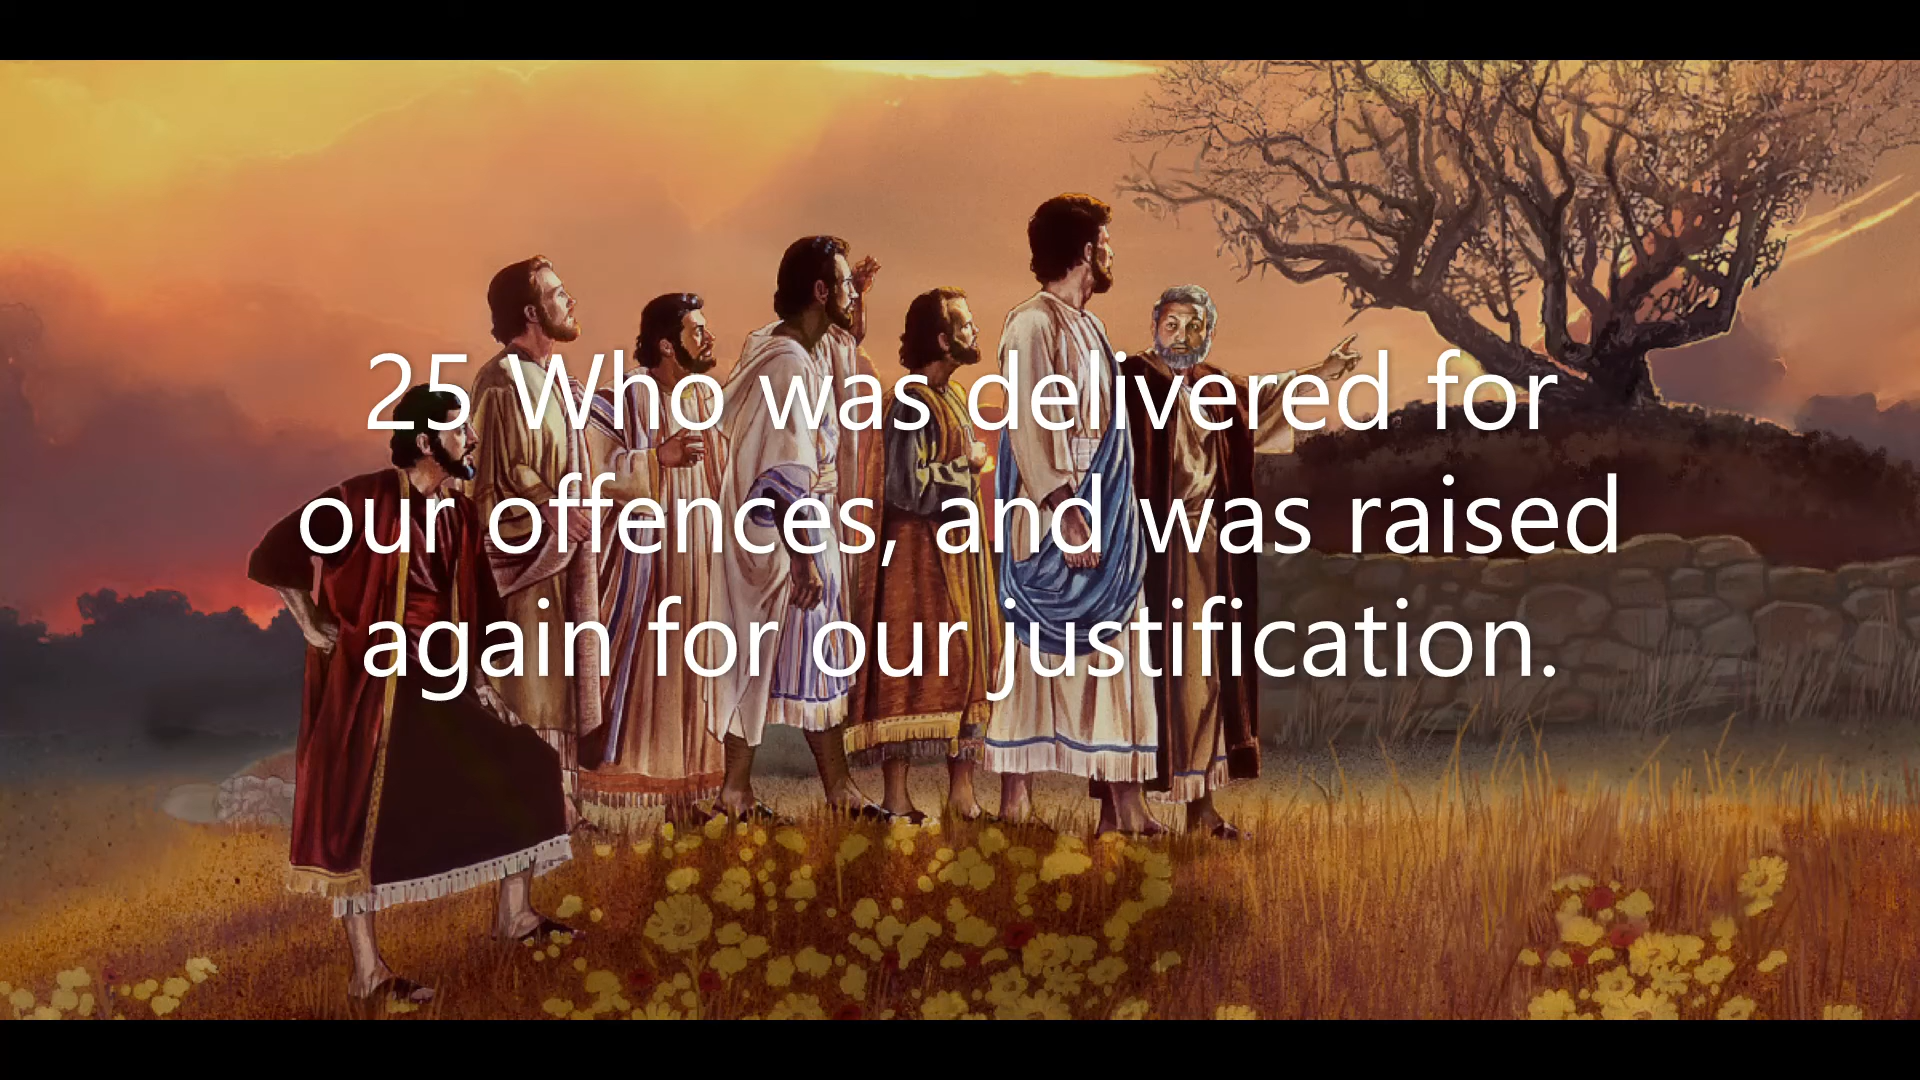 25 Who was delivered for
our offences, and was raised
again for our justification.